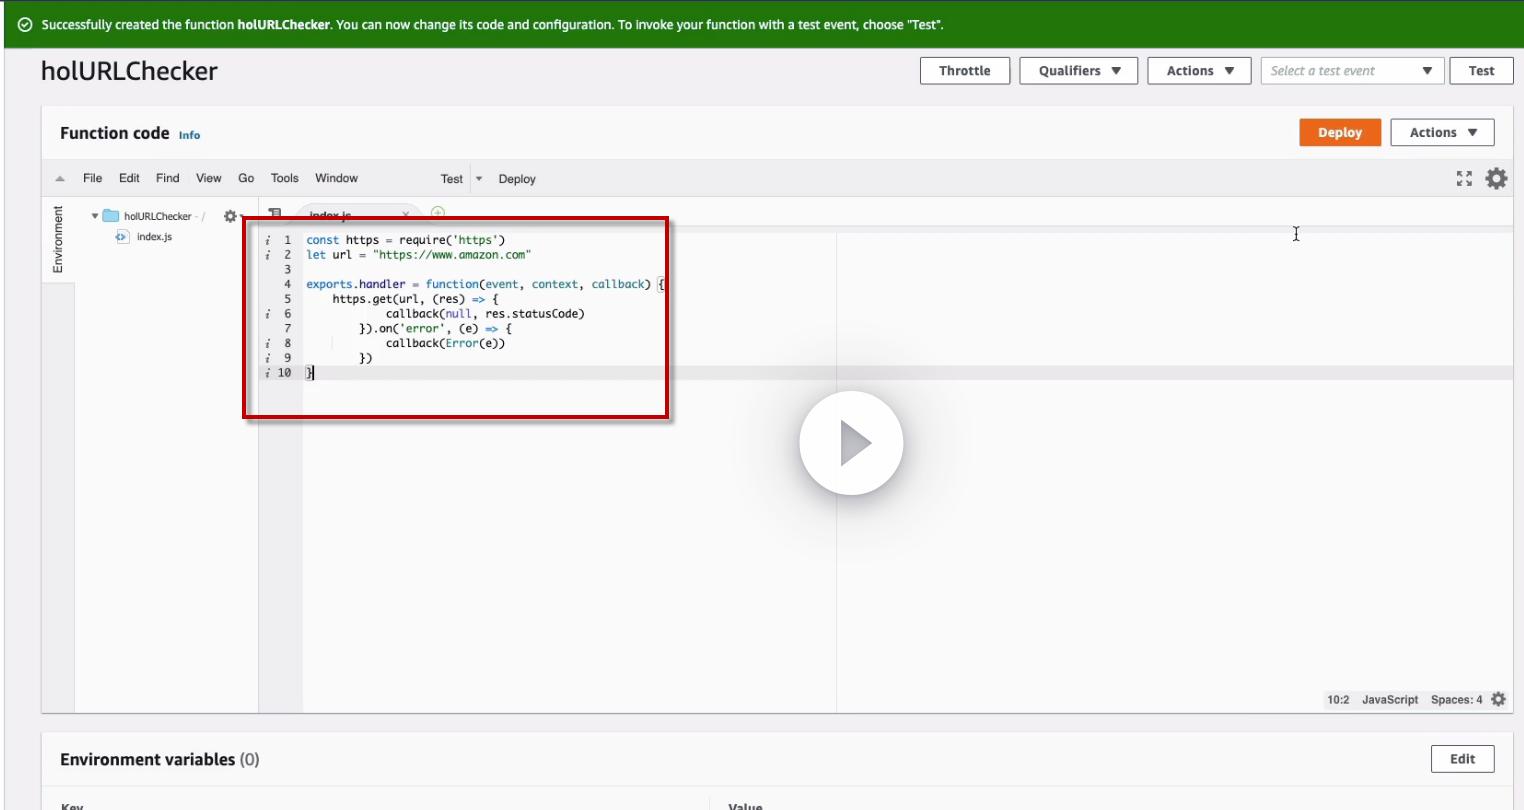 Successfully created the function holURLChecker. You can now change its code and configuration. To invoke your function with a test event, choose "Test".
holURLChecker
Throttle
Qualifiers
Actions
Select a test event
Test
Function code Info
Deploy
Actions
File Edit Find View Go Tools Window Test Deploy
Environment
holURLChecker - /
index.js
index.js
1 const https = require('https')
2 let url = "https://www.amazon.com"
3
4 exports.handler = function(event, context, callback) {
5 https.get(url, (res) => {
6 callback(null, res.statusCode)
7 }).on('error', (e) => {
8 callback(Error(e))
9 })
10 }
10:2 JavaScript Spaces: 4
Environment variables (0)
Edit
Key
Value